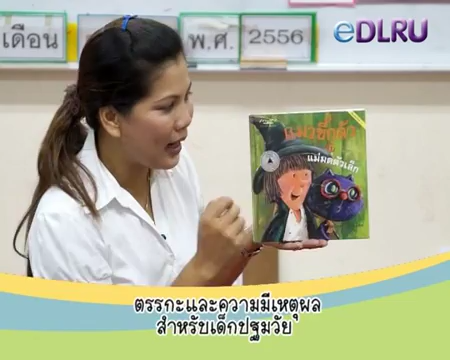 เดือน
พ.ศ.
2556
eDLRU
แม่มดตัวเล็ก
ตรรกะและความมีเหตุผล
สำหรับเด็กปฐมวัย